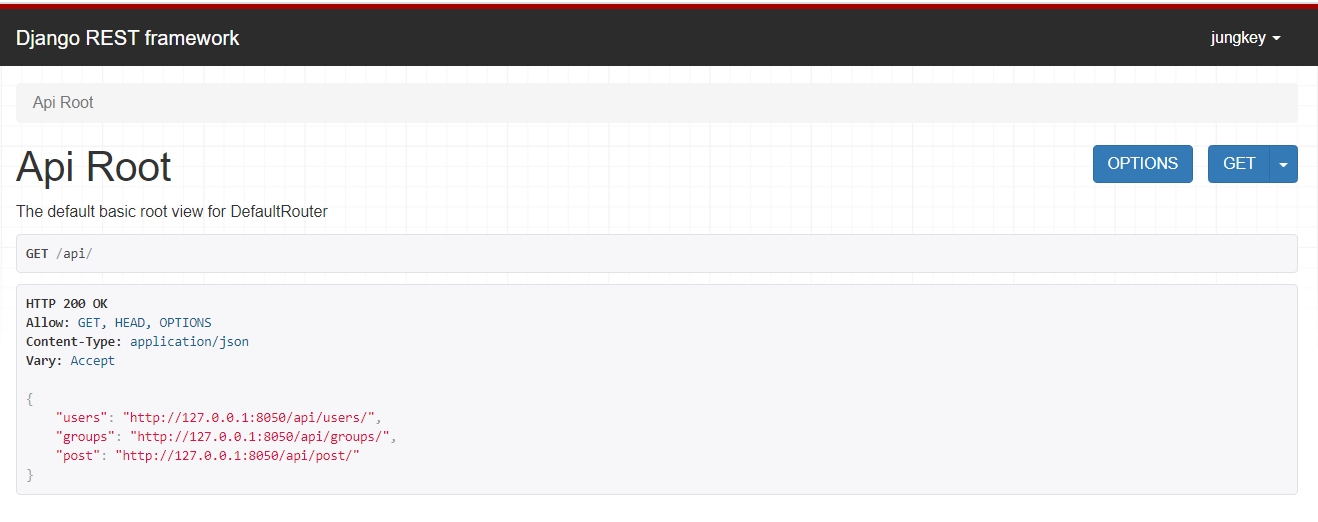 Django REST framework
jungkey
Api Root
Api Root
OPTIONS
GET
The default basic root view for DefaultRouter
GET /api/
HTTP 200 OK
Allow: GET, HEAD, OPTIONS
Content-Type: application/json
Vary: Accept
{
    "users": "http://127.0.0.1:8050/api/users/",
    "groups": "http://127.0.0.1:8050/api/groups/",
    "post": "http://127.0.0.1:8050/api/post/"
}